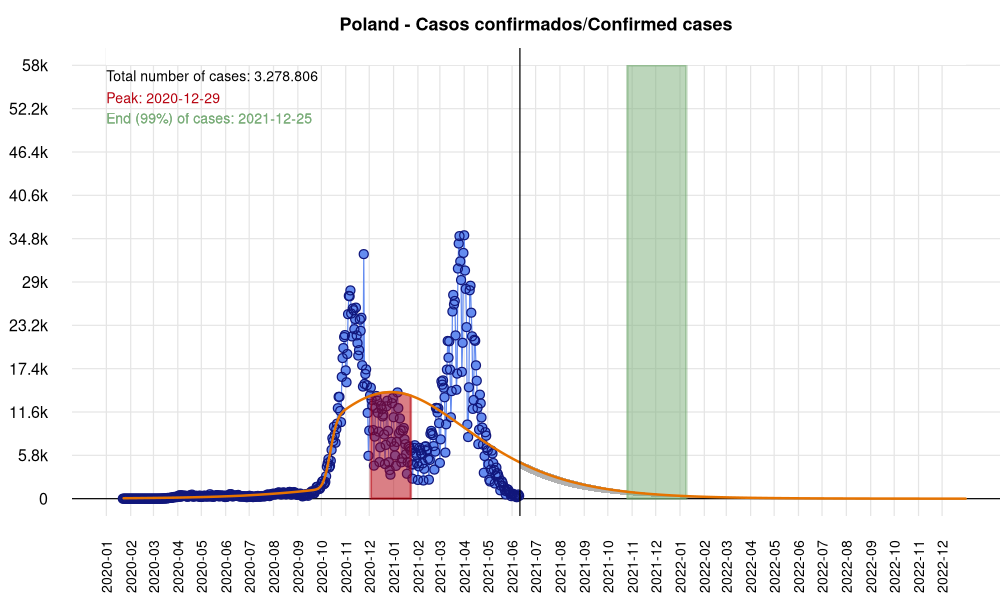 Poland - Casos confirmados/Confirmed cases
Total number of cases: 3.278.806
Peak: 2020-12-29
End (99%) of cases: 2021-12-25
58k
52.2k
46.4k
40.6k
34.8k
29k
23.2k
17.4k
11.6k
5.8k
0
2020-01
2020-02
2020-03
2020-04
2020-05
2020-06
2020-07
2020-08
2020-09
2020-10
2020-11
2020-12
2021-01
2021-02
2021-03
2021-04
2021-05
2021-06
2021-07
2021-08
2021-09
2021-10
2021-11
2021-12
2022-01
2022-02
2022-03
2022-04
2022-05
2022-06
2022-07
2022-08
2022-09
2022-10
2022-11
2022-12